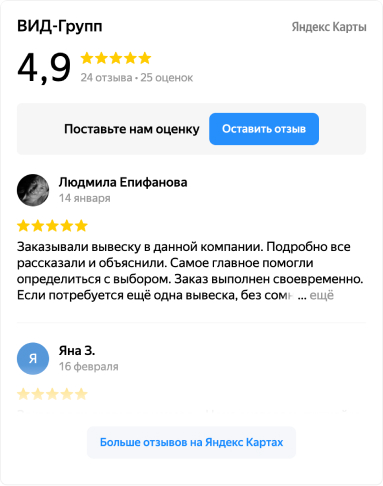 ВИД-Групп
Яндекс Карты
4,9
24 отзыва • 25 оценок
Поставьте нам оценку
Оставить отзыв
Людмила Епифанова
14 января
Заказывали вывеску в данной компании. Подробно все
рассказали и объяснили. Самое главное помогли
определиться с выбором. Заказ выполнен своевременно.
Если потребуется ещё одна вывеска, без сом ... ещё
Я
Яна З.
16 февраля
Больше отзывов на Яндекс Картах